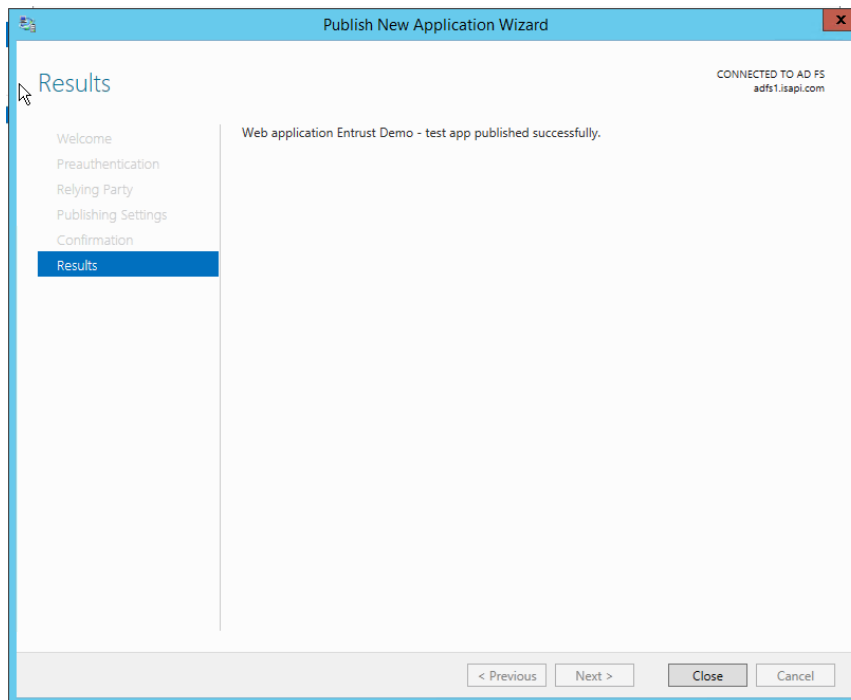 Publish New Application Wizard
x
Results
CONNECTED TO AD FS
adfs1.isapi.com
Welcome
Preauthentication
Relying Party
Publishing Settings
Confirmation
Results
Web application Entrust Demo - test app published successfully.
< Previous
Next >
Close
Cancel